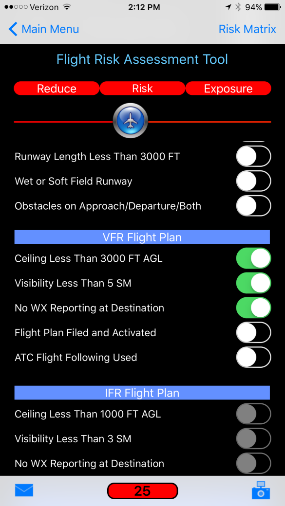 Verizon 2:12 PM 94%
Main Menu Risk Matrix
Flight Risk Assessment Tool
Reduce Risk Exposure
Runway Length Less Than 3000 FT
Wet or Soft Field Runway
Obstacles on Approach/Departure/Both
VFR Flight Plan
Ceiling Less Than 3000 FT AGL
Visibility Less Than 5 SM
No WX Reporting at Destination
Flight Plan Filed and Activated
ATC Flight Following Used
IFR Flight Plan
Ceiling Less Than 1000 FT AGL
Visibility Less Than 3 SM
No WX Reporting at Destination
25